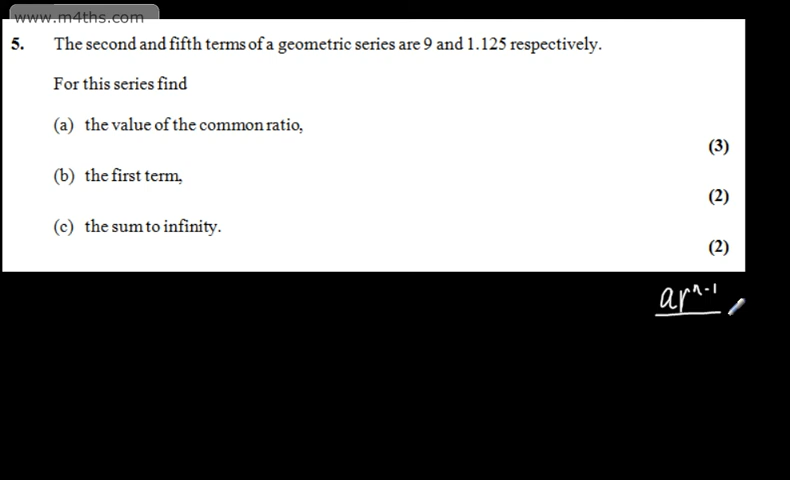 www.m4ths.com
5. The second and fifth terms of a geometric series are 9 and 1.125 respectively.
For this series find
(a) the value of the common ratio,
(3)
(b) the first term,
(2)
(c) the sum to infinity.
(2)
arⁿ⁻¹